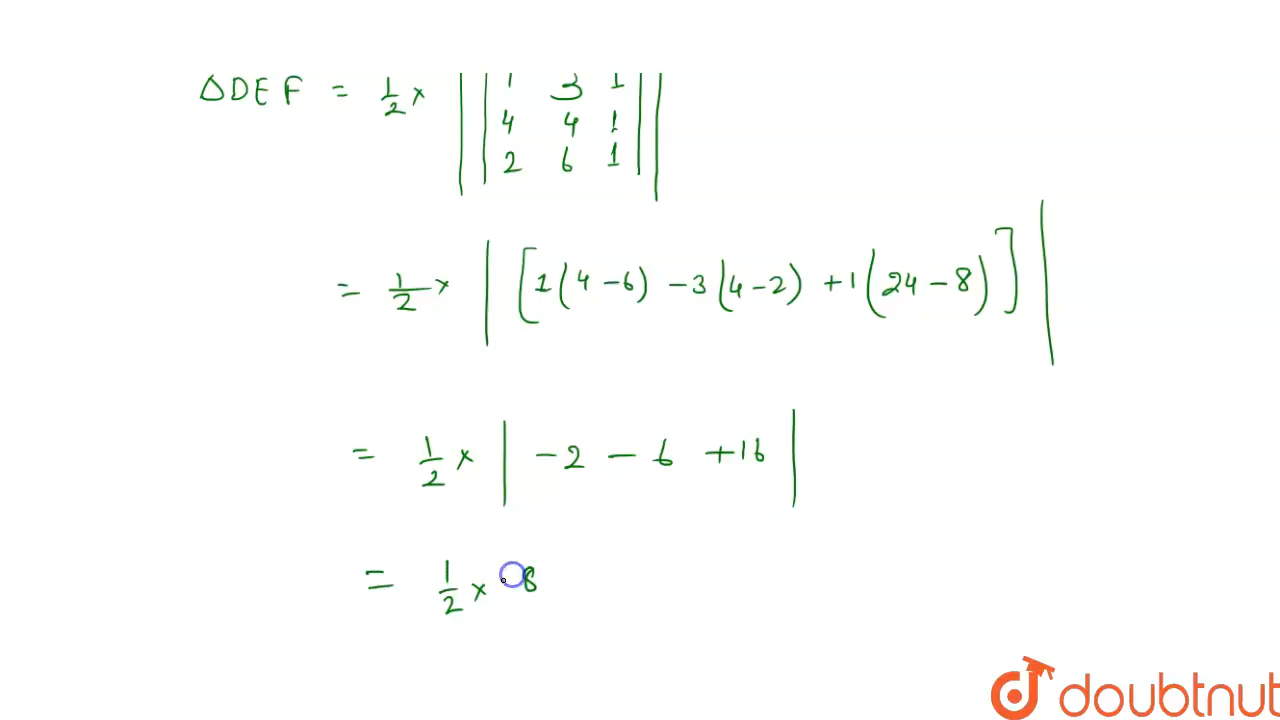 ΔDEF = 1/2 × | | 1 3 1
4 4 1
2 6 1 | |
= 1/2 × | [1(4-6) -3(4-2) +1(24-8)] |
= 1/2 × | -2 - 6 +16 |
= 1/2 × 8
doubtnut